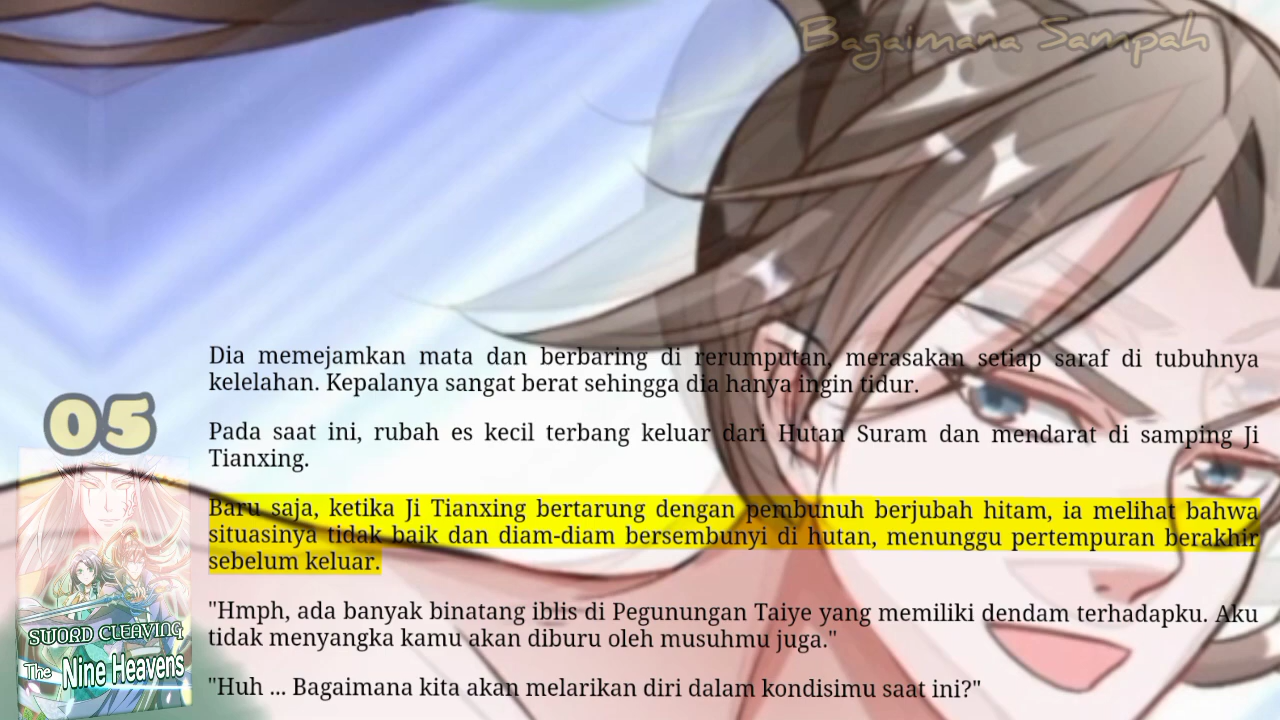 Bagaimana Sampah
Dia memejamkan mata dan berbaring di rerumputan, merasakan setiap saraf di tubuhnya
kelelahan. Kepalanya sangat berat sehingga dia hanya ingin tidur.
Pada saat ini, rubah es kecil terbang keluar dari Hutan Suram dan mendarat di samping Ji
Tianxing.
05
Baru saja, ketika Ji Tianxing bertarung dengan pembunuh berjubah hitam, ia melihat bahwa
situasinya tidak baik dan diam-diam bersembunyi di hutan, menunggu pertempuran berakhir
sebelum keluar.
"Hmph, ada banyak binatang iblis di Pegunungan Taiye yang memiliki dendam terhadapku. Aku
tidak menyangka kamu akan diburu oleh musuhmu juga."
"Huh ... Bagaimana kita akan melarikan diri dalam kondisimu saat ini?"
SWORD CLEAVING
The Nine Heavens